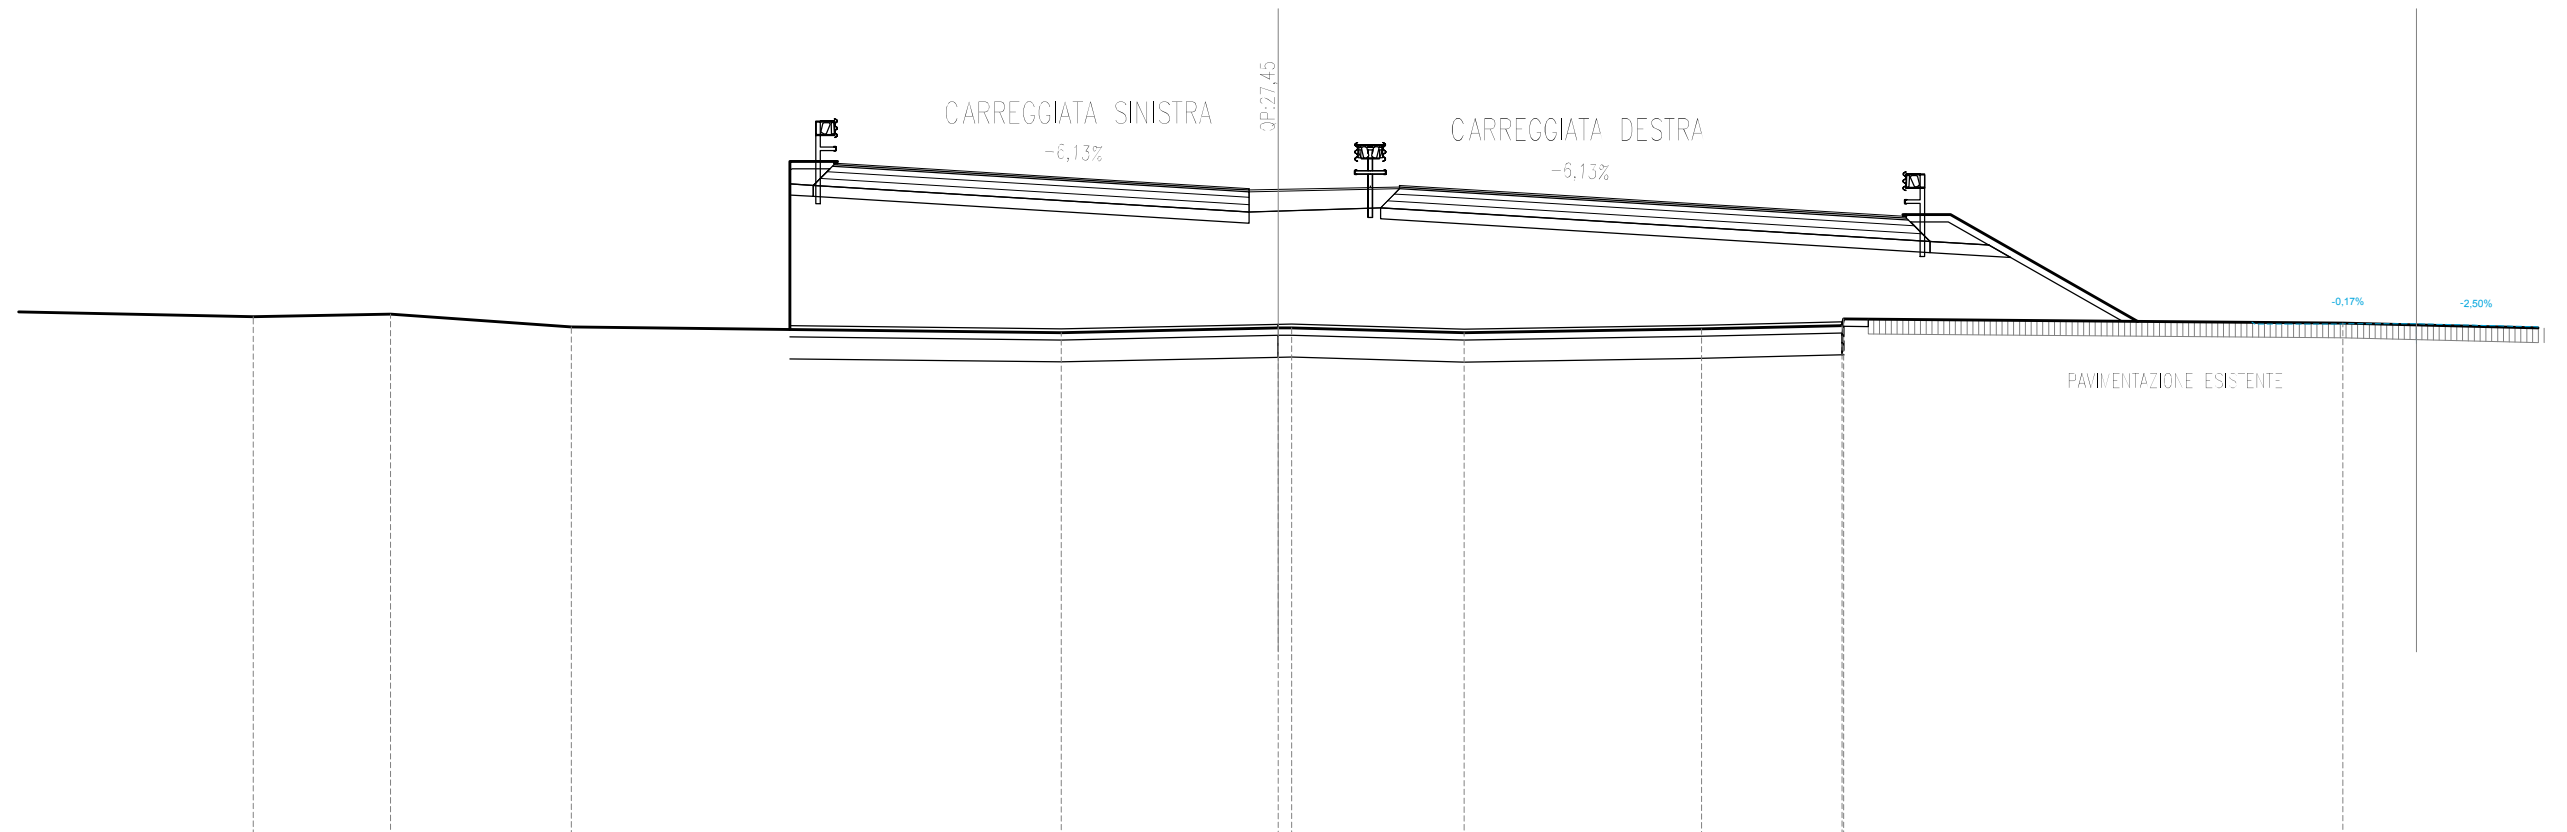 QP:27,45
CARREGGIATA SINISTRA
-6,13%
CARREGGIATA DESTRA
-6,13%
-0,17%
-2,50%
PAVIMENTAZIONE ESISTENTE